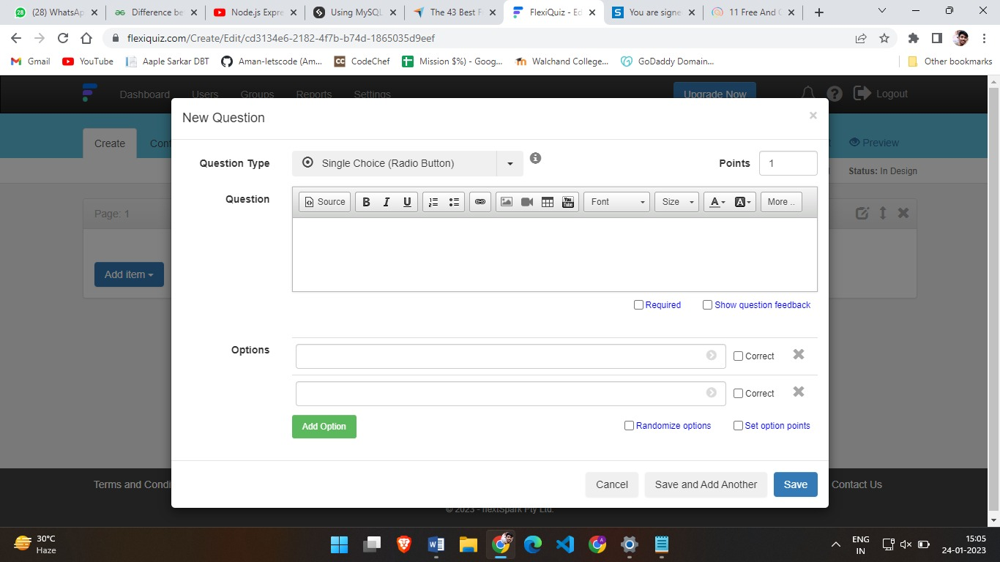 (28) WhatsAp
Difference be
Node.js Expre
Using MySQL
The 43 Best F
FlexiQuiz - Ed
You are signe
11 Free And O
flexiquiz.com/Create/Edit/cd3134e6-2182-4f7b-b74d-1865035d9eef
Gmail
YouTube
Aaple Sarkar DBT
Aman-letscode (Am...
CodeChef
Mission $%) - Goog...
Walchand College...
GoDaddy Domain...
Other bookmarks
Dashboard
Users
Groups
Reports
Settings
Upgrade Now
Logout
New Question
Create
Preview
Question Type
Single Choice (Radio Button)
Points
1
Status: In Design
Question
Source
B
I
U
Font
Size
A
A
More ..
Page: 1
Add item
Required
Show question feedback
Options
Correct
Correct
Add Option
Randomize options
Set option points
Cancel
Save and Add Another
Save
Terms and Condi
Contact Us
© 2023 - nextSpark Pty Ltd.
30°C
Haze
ENG
IN
15:05
24-01-2023